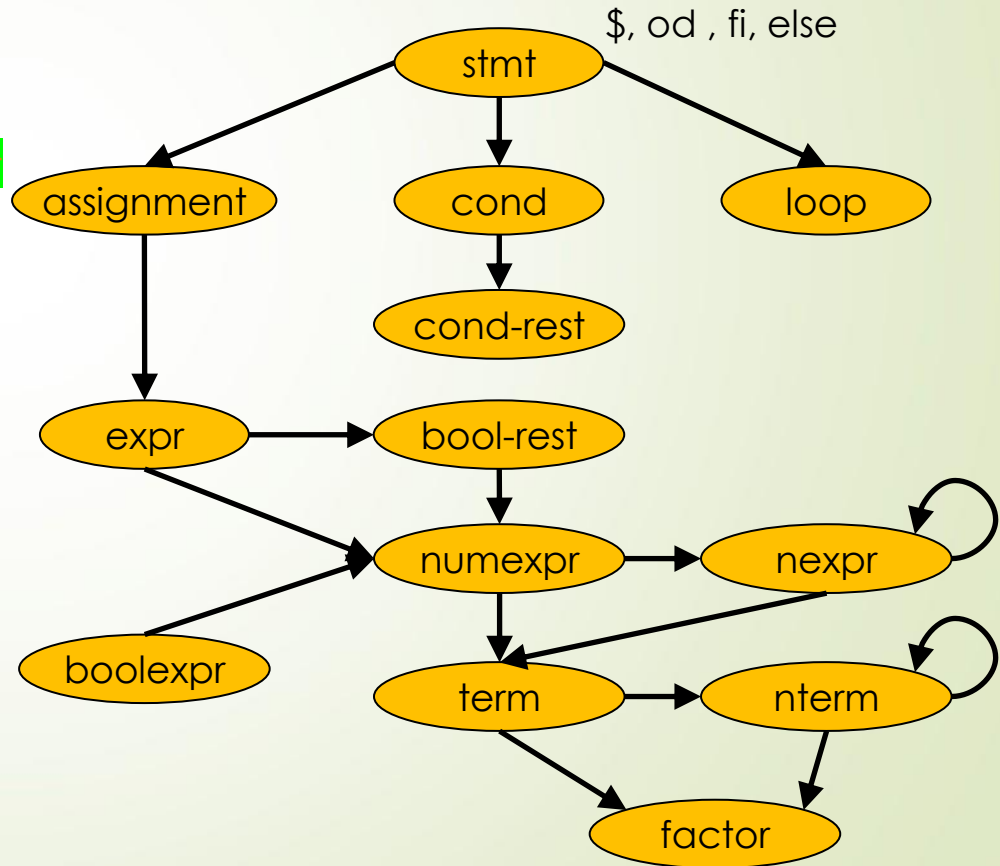 $, od , fi, else
stmt
assignment
cond
loop
cond-rest
expr
bool-rest
numexpr
nexpr
boolexpr
term
nterm
factor